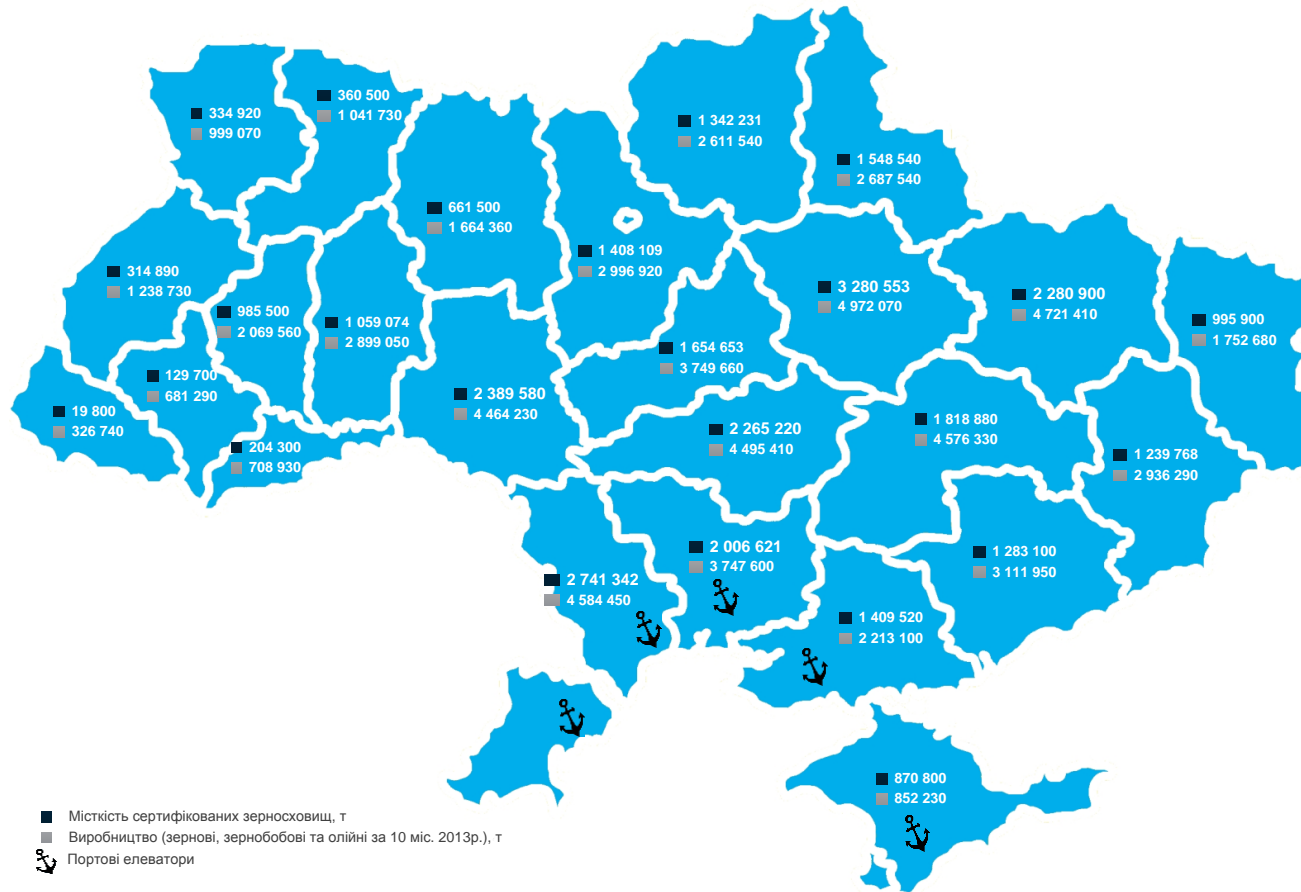 334 920
999 070
360 500
1 041 730
1 342 231
2 611 540
1 548 540
2 687 540
661 500
1 664 360
1 408 109
2 996 920
314 890
1 238 730
985 500
2 069 560
1 059 074
2 899 050
3 280 553
4 972 070
2 280 900
4 721 410
995 900
1 752 680
1 654 653
3 749 660
129 700
681 290
19 800
326 740
2 389 580
4 464 230
204 300
708 930
2 265 220
4 495 410
1 818 880
4 576 330
1 239 768
2 936 290
2 741 342
4 584 450
2 006 621
3 747 600
1 283 100
3 111 950
1 409 520
2 213 100
870 800
852 230
Місткість сертифікованих зерносховищ, т
Виробництво (зернові, зернобобові та олійні за 10 міс. 2013р.), т
Портові елеватори